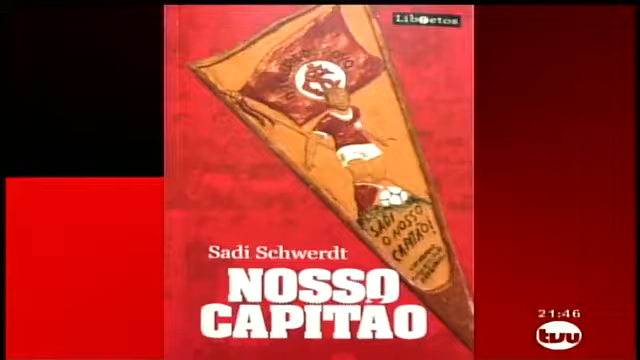 Libretos
SADI
O NOSSO
CAPITÃO!
Sadi Schwerdt
NOSSO
CAPITÃO
21:46
tvu